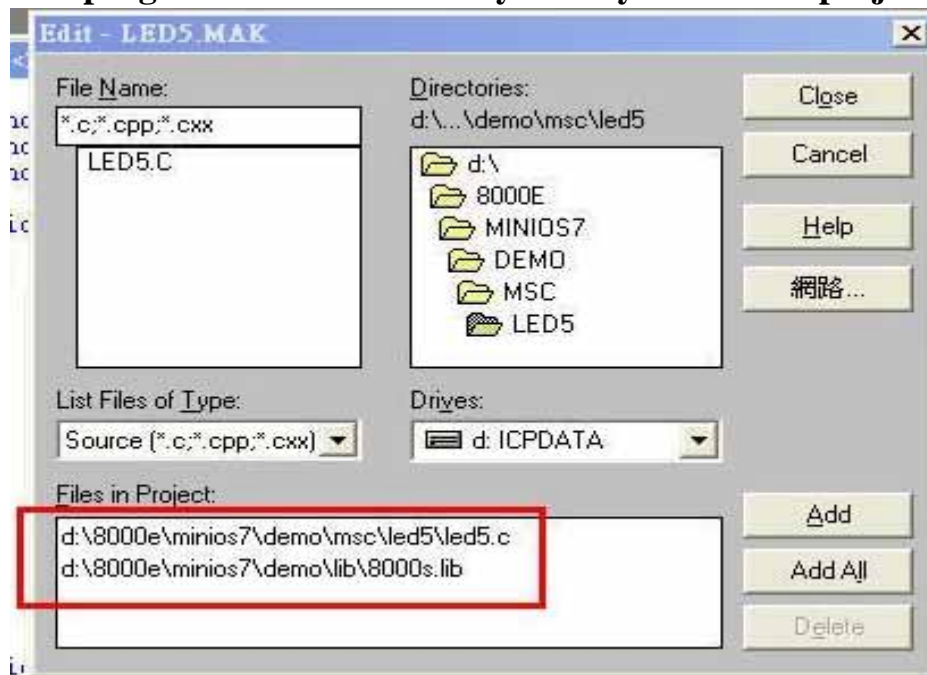 Edit - LED5.MAK
File Name:
*.c;*.cpp;*.cxx
LED5.C
Directories:
d:\...\demo\msc\led5
d:\
8000E
MINIOS7
DEMO
MSC
LED5
Close
Cancel
Help
網路...
List Files of Type:
Source (*.c;*.cpp;*.cxx)
Drives:
d: ICPDATA
Files in Project:
d:\8000e\minios7\demo\msc\led5\led5.c
d:\8000e\minios7\demo\lib\8000s.lib
Add
Add All
Delete